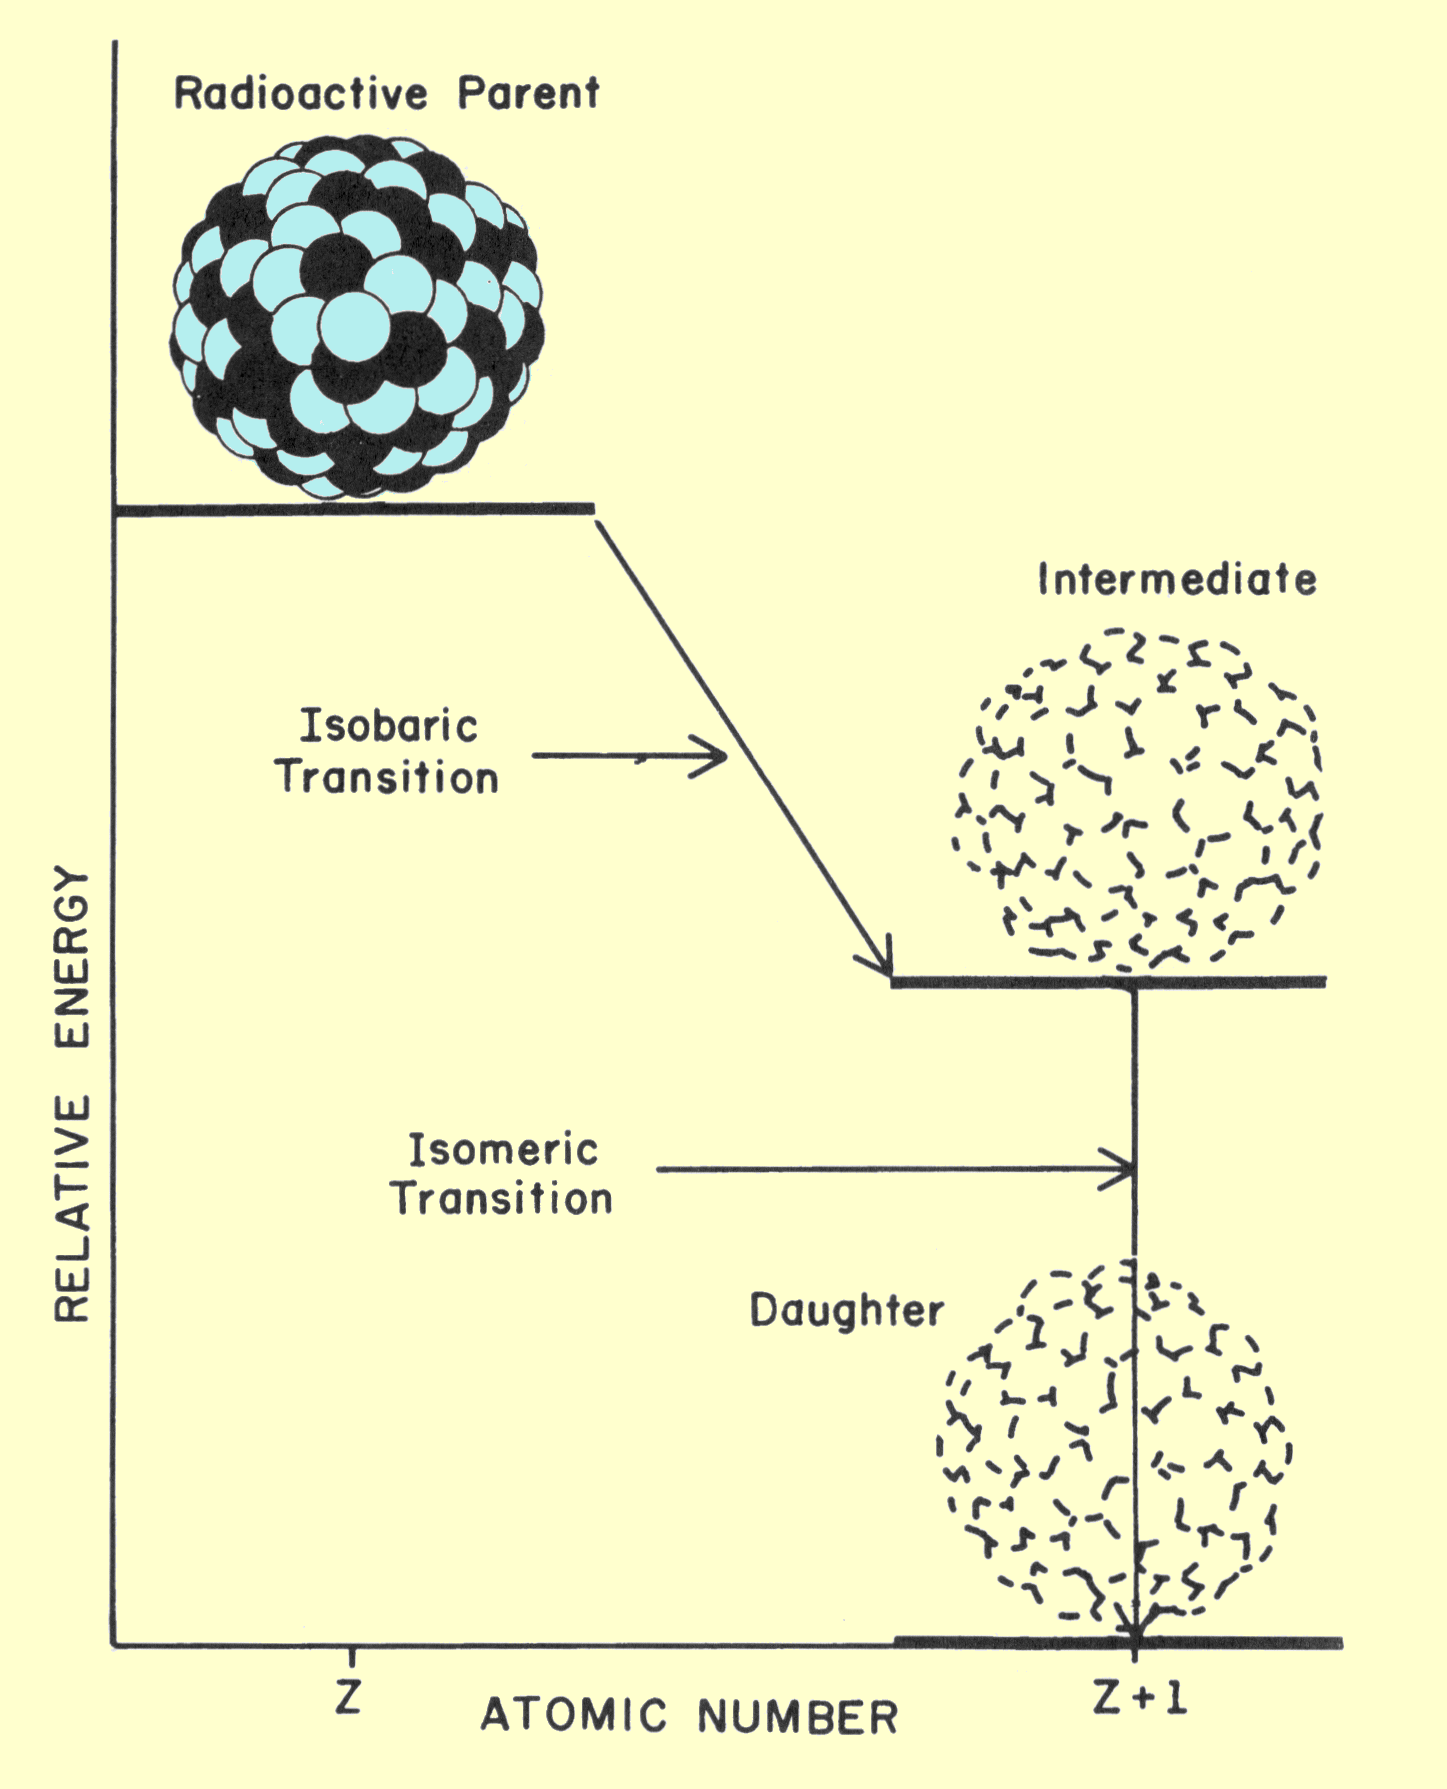 Radioactive Parent
Intermediate
Isobaric
Transition
Isomeric
Transition
Daughter
RELATIVE ENERGY
Z
ATOMIC NUMBER
Z+1